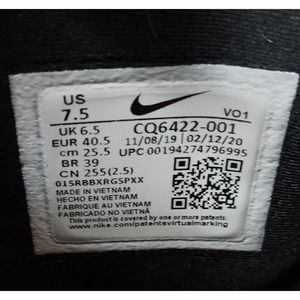 US
7.5 VO1
UK 6.5 CQ6422-001
EUR 40.5 11/08/19 02/12/20
cm 25.5 UPC 00194274796995
BR 39
CN 255(2.5)
015RBBXRGSPXX
MADE IN VIETNAM
HECHO EN VIETNAM
FABRIQUE AU VIETNAM
FABRICADO NO VIETNÃ
This product is
covered by one or more patents:
www.nike.com/patentsvirtualmarking